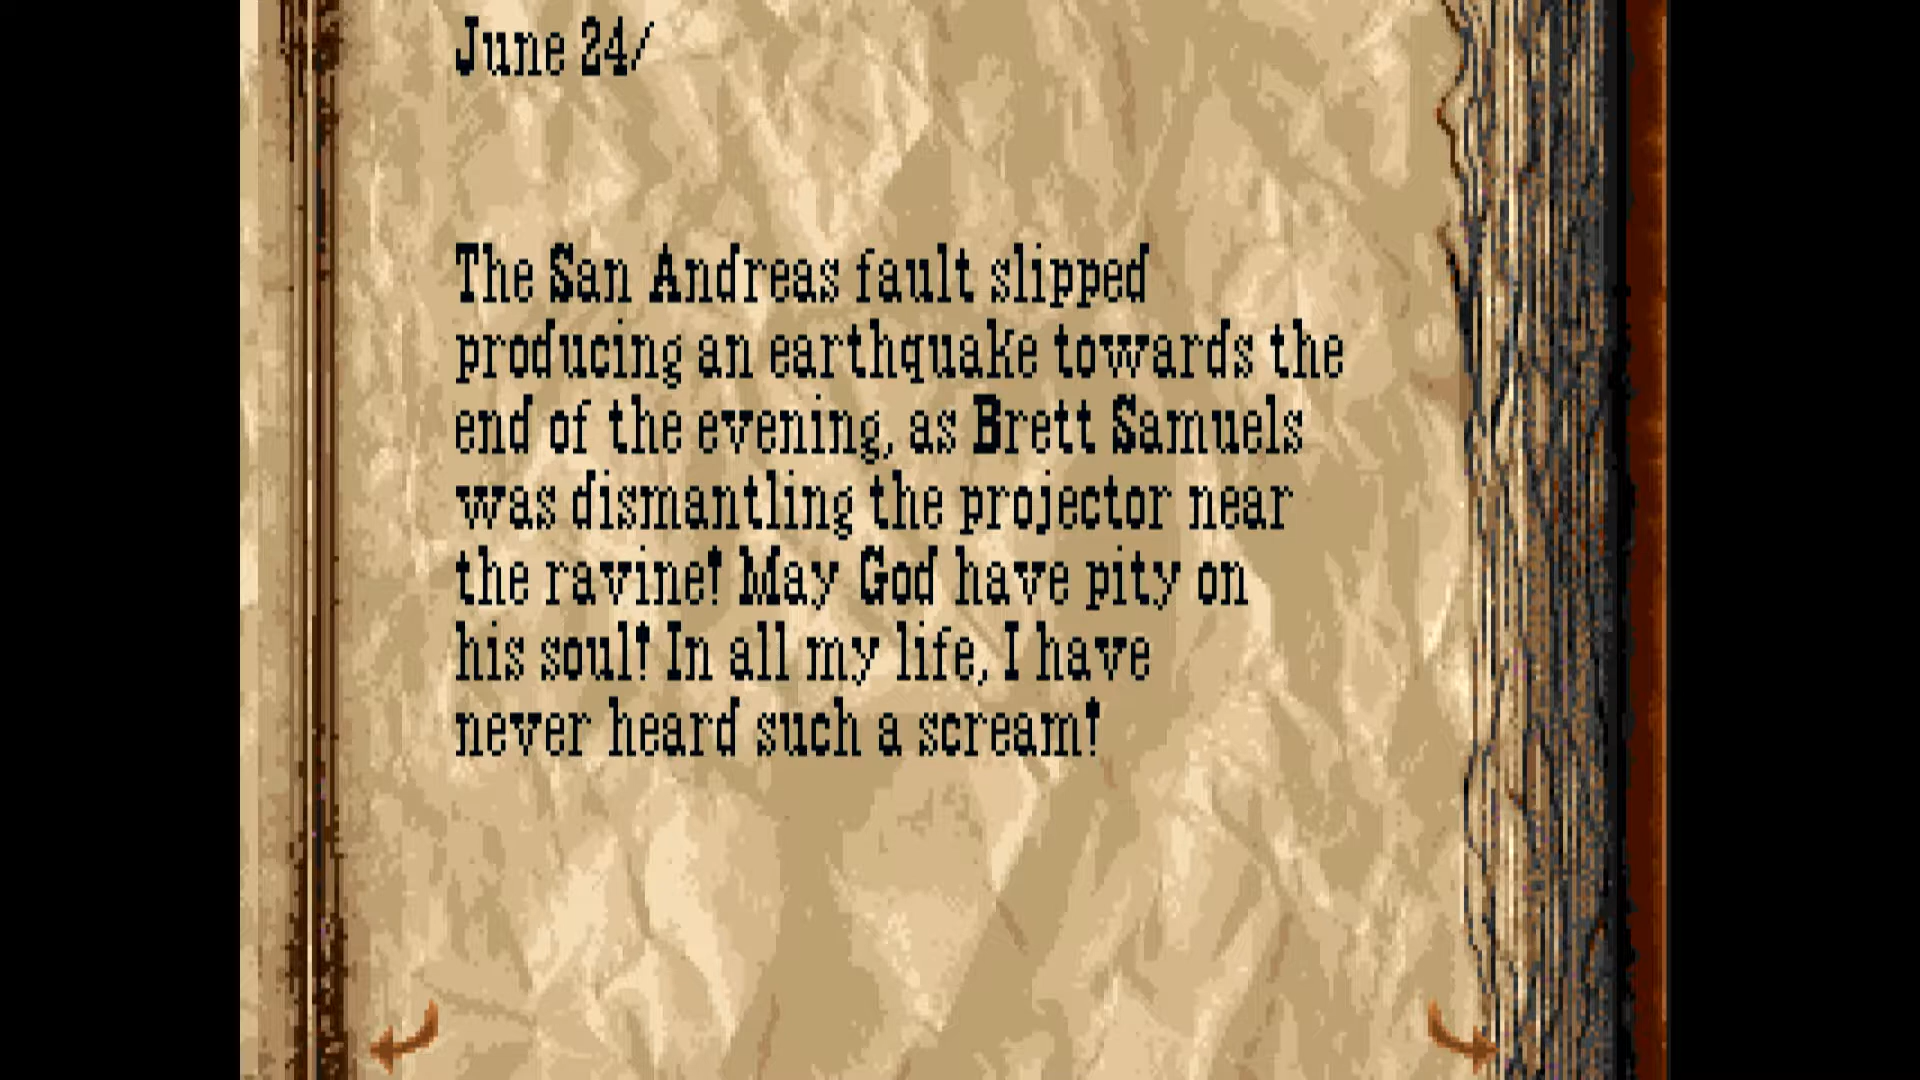 June 24/
The San Andreas fault slipped
producing an earthquake towards the
end of the evening, as Brett Samuels
was dismantling the projector near
the ravine! May God have pity on
his soul! In all my life, I have
never heard such a scream!